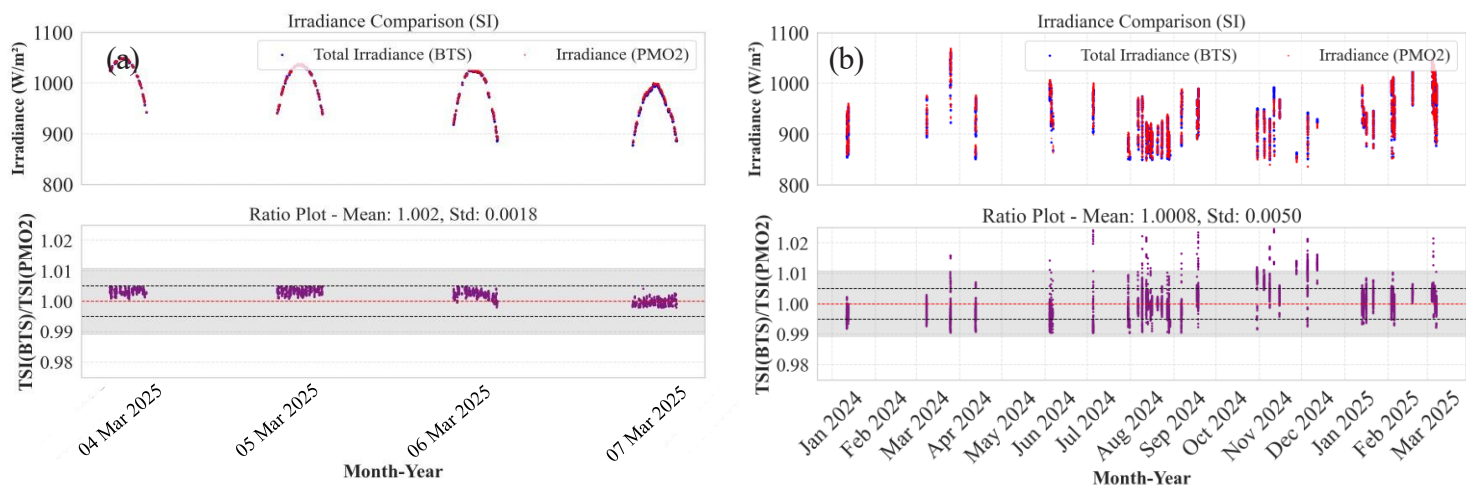 Irradiance Comparison (SI)
(a)
Total Irradiance (BTS)
Irradiance (PMO2)
Irradiance (W/m²)
1100
1000
900
800
Ratio Plot - Mean: 1.002, Std: 0.0018
TSI(BTS)/TSI(PMO2)
1.02
1.01
1.00
0.99
0.98
04 Mar 2025
05 Mar 2025
06 Mar 2025
07 Mar 2025
Month-Year
Irradiance Comparison (SI)
(b)
Total Irradiance (BTS)
Irradiance (PMO2)
Irradiance (W/m²)
1100
1000
900
800
Ratio Plot - Mean: 1.0008, Std: 0.0050
TSI(BTS)/TSI(PMO2)
1.02
1.01
1.00
0.99
0.98
Jan 2024
Feb 2024
Mar 2024
Apr 2024
May 2024
Jun 2024
Jul 2024
Aug 2024
Sep 2024
Oct 2024
Nov 2024
Dec 2024
Jan 2025
Feb 2025
Mar 2025
Month-Year